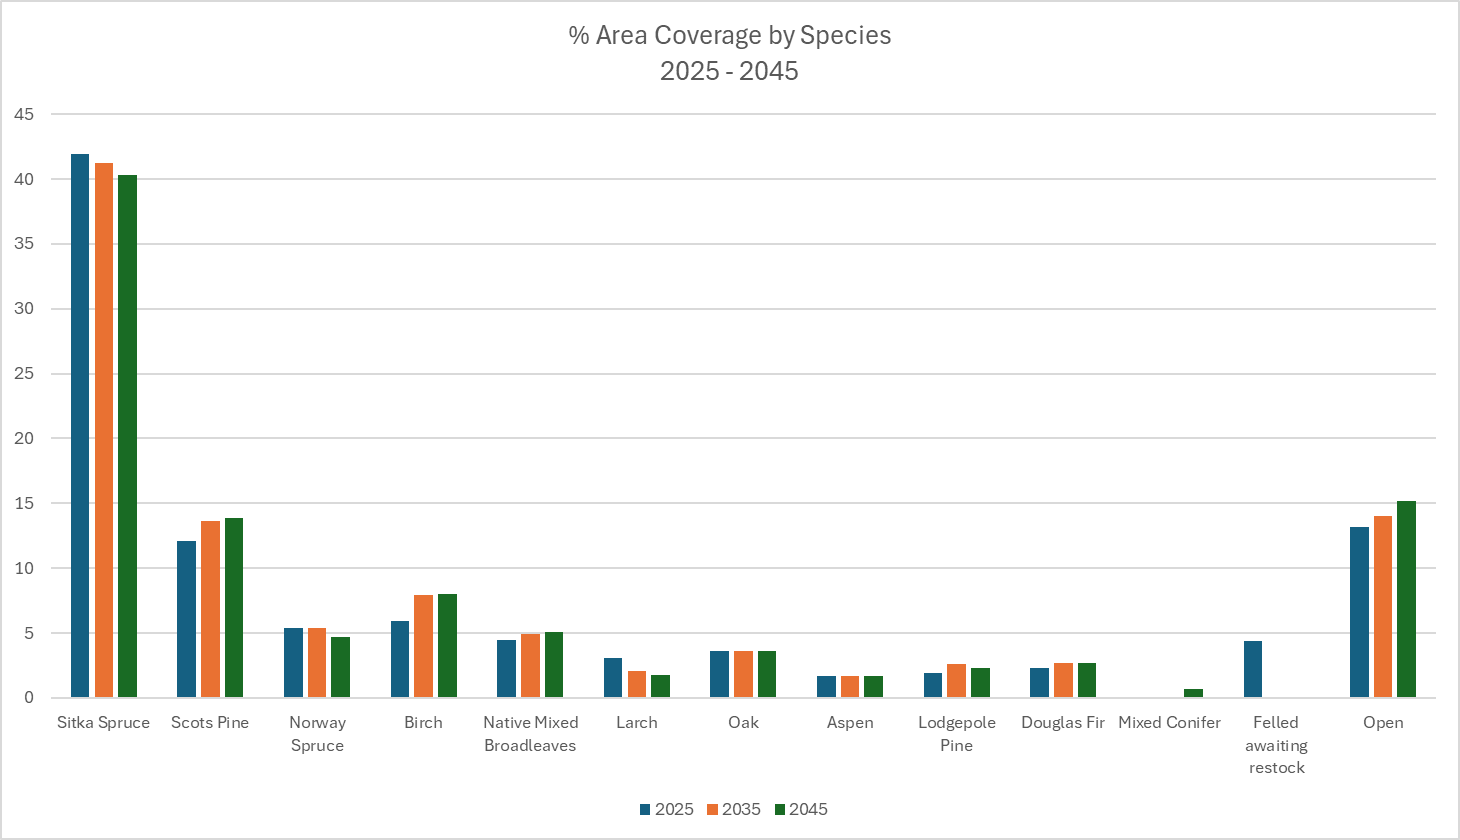 % Area Coverage by Species
2025 - 2045
45
40
35
30
25
20
15
10
5
0
Sitka Spruce
Scots Pine
Norway
Spruce
Birch
Native Mixed
Broadleaves
Larch
Oak
Aspen
Lodgepole
Pine
Douglas Fir
Mixed Conifer
Felled
awaiting
restock
Open
2025 2035 2045